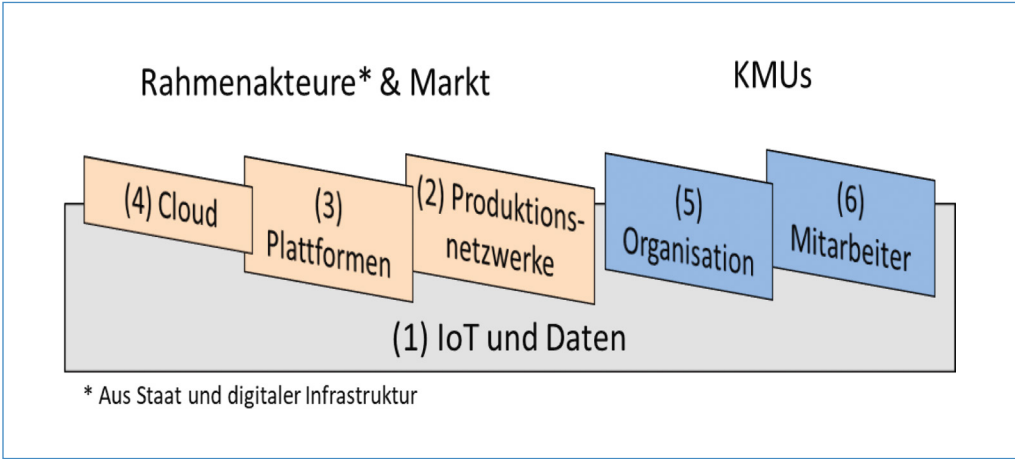 Rahmenakteure* & Markt
KMUs
(4) Cloud
(3)
Plattformen
(2) Produktions-
netzwerke
(5)
Organisation
(6)
Mitarbeiter
(1) IoT und Daten
* Aus Staat und digitaler Infrastruktur